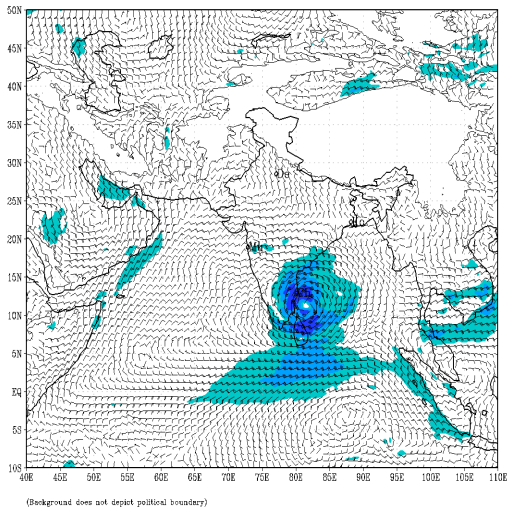 50N
45N
40N
35N
30N
25N
20N
15N
10N
5N
EQ
5S
10S
40E 45E 50E 55E 60E 65E 70E 75E 80E 85E 90E 95E 100E 105E 110E
(Background does not depict political boundary)